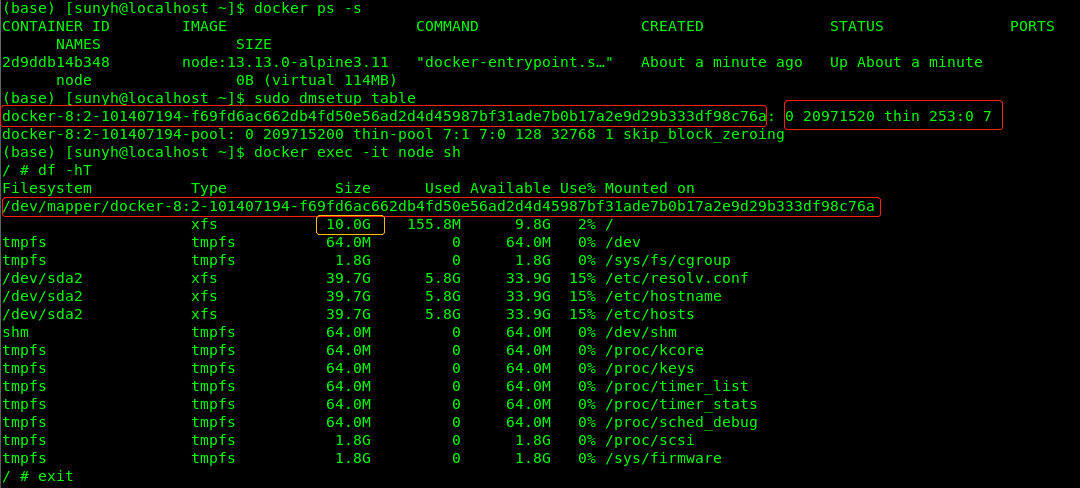 (base) [sunyh@localhost ~]$ docker ps -s
CONTAINER ID        IMAGE                     COMMAND                  CREATED              STATUS              PORTS
      NAMES               SIZE
2d9ddb14b348        node:13.13.0-alpine3.11   "docker-entrypoint.s…"   About a minute ago   Up About a minute
      node                0B (virtual 114MB)
(base) [sunyh@localhost ~]$ sudo dmsetup table
docker-8:2-101407194-f69fd6ac662db4fd50e56ad2d4d45987bf31ade7b0b17a2e9d29b333df98c76a: 0 20971520 thin 253:0 7
docker-8:2-101407194-pool: 0 209715200 thin-pool 7:1 7:0 128 32768 1 skip_block_zeroing
(base) [sunyh@localhost ~]$ docker exec -it node sh
/ # df -hT
Filesystem           Type            Size      Used Available Use% Mounted on
/dev/mapper/docker-8:2-101407194-f69fd6ac662db4fd50e56ad2d4d45987bf31ade7b0b17a2e9d29b333df98c76a
                     xfs            10.0G    155.8M      9.8G   2% /
tmpfs                tmpfs          64.0M         0     64.0M   0% /dev
tmpfs                tmpfs           1.8G         0      1.8G   0% /sys/fs/cgroup
/dev/sda2            xfs            39.7G      5.8G     33.9G  15% /etc/resolv.conf
/dev/sda2            xfs            39.7G      5.8G     33.9G  15% /etc/hostname
/dev/sda2            xfs            39.7G      5.8G     33.9G  15% /etc/hosts
shm                  tmpfs          64.0M         0     64.0M   0% /dev/shm
tmpfs                tmpfs          64.0M         0     64.0M   0% /proc/kcore
tmpfs                tmpfs          64.0M         0     64.0M   0% /proc/keys
tmpfs                tmpfs          64.0M         0     64.0M   0% /proc/timer_list
tmpfs                tmpfs          64.0M         0     64.0M   0% /proc/timer_stats
tmpfs                tmpfs          64.0M         0     64.0M   0% /proc/sched_debug
tmpfs                tmpfs           1.8G         0      1.8G   0% /proc/scsi
tmpfs                tmpfs           1.8G         0      1.8G   0% /sys/firmware
/ # exit